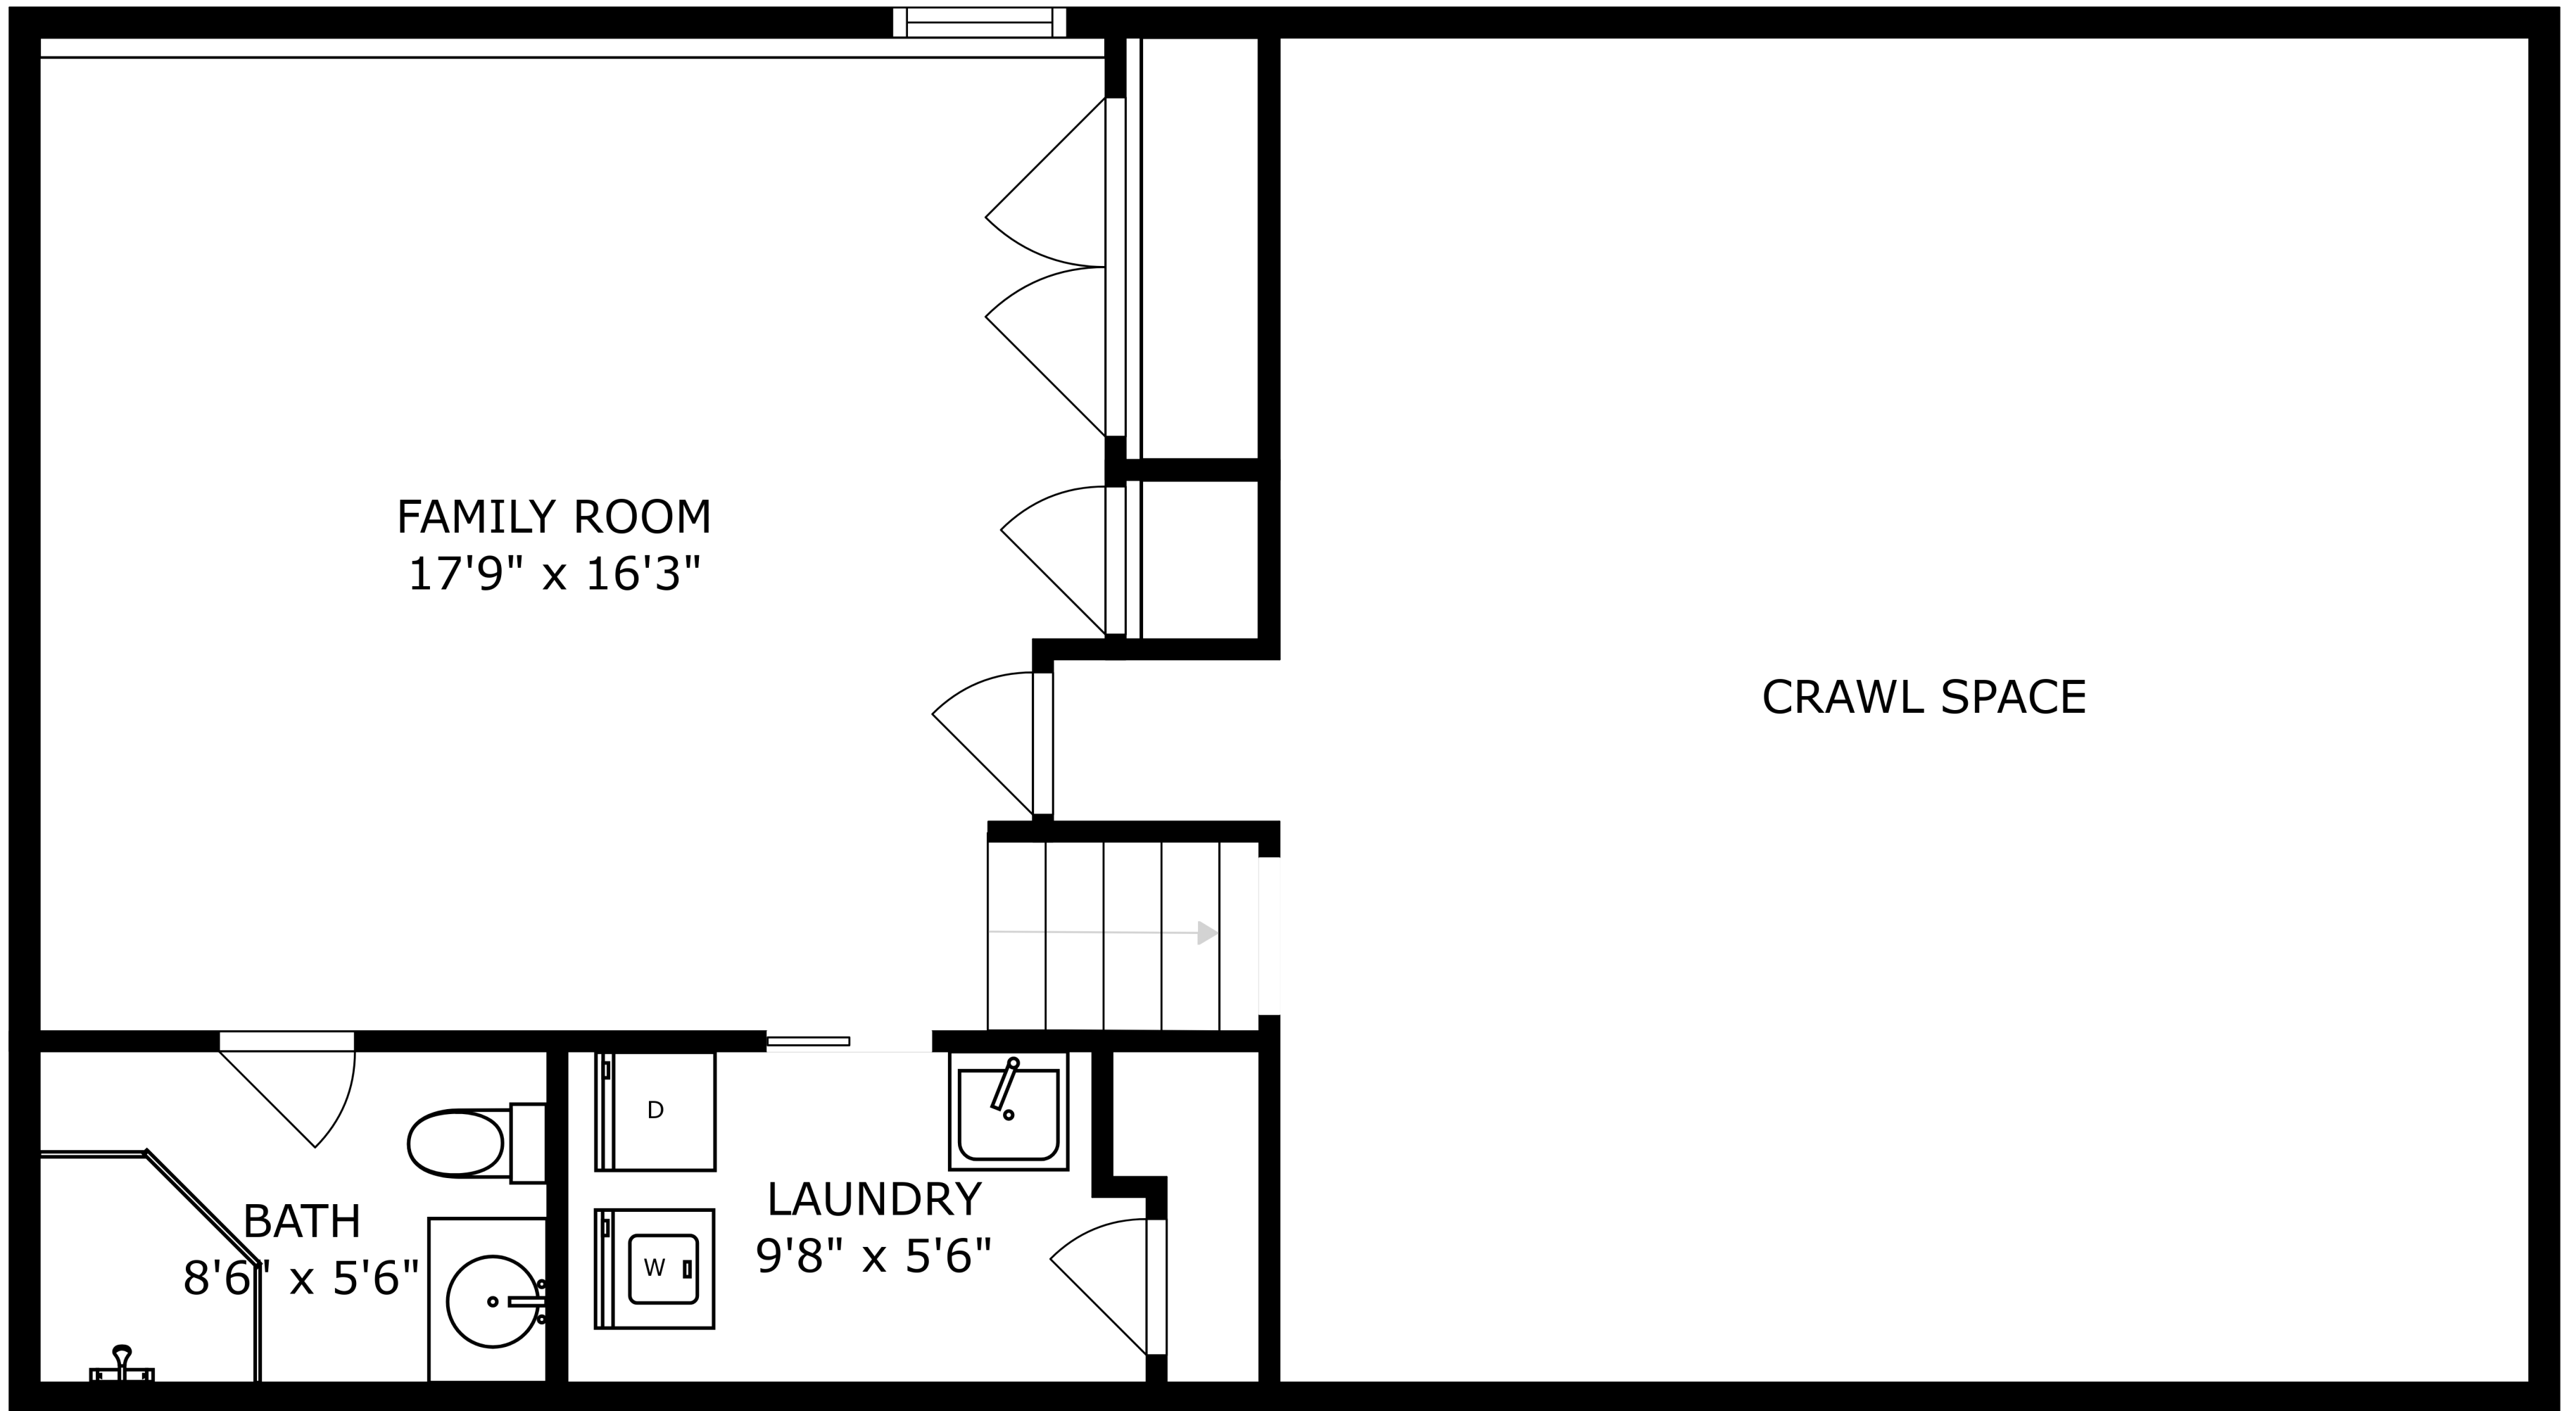 FAMILY ROOM
17'9" x 16'3"
CRAWL SPACE
D
W
LAUNDRY
9'8" x 5'6"
BATH
8'6" x 5'6"